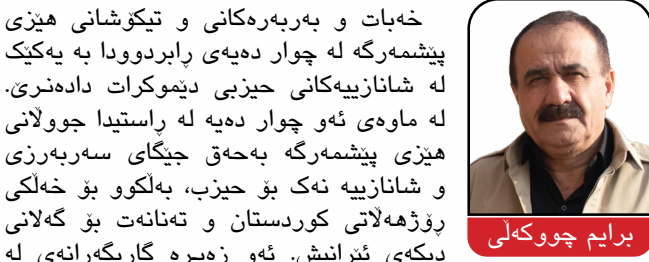 خەبات و بەربەرەکانی و تیکۆشانی هێزی
پێشمەرگە لە چوار دەیەی ڕابردوودا بە یەکێک
لە شانازییەکانی حیزبی دێموکرات دادەنرێ.
لە ماوەی ئەو چوار دەیە لە ڕاستیدا جووڵانی
هێزی پێشمەرگە بەحەق جێگای سەربەرزی
و شانازییە نەک بۆ حیزب، بەڵکوو بۆ خەڵکی
ڕۆژهەڵاتی کوردستان و تەنانەت بۆ گەلانی
دیکەی ئێرانیش. ئەو زەبرە کاریگەرانەی لە
برایم چووکەڵی